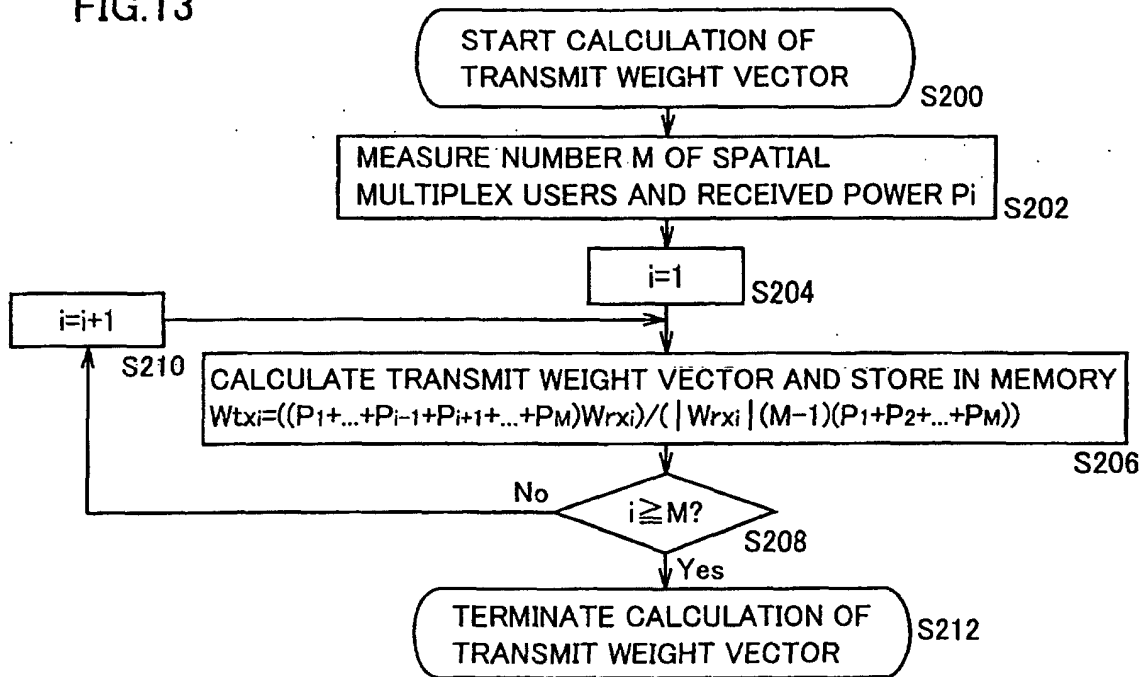 FIG.13
START CALCULATION OF
TRANSMIT WEIGHT VECTOR
S200
MEASURE NUMBER M OF SPATIAL
MULTIPLEX USERS AND RECEIVED POWER Pi
S202
i=1
S204
i=i+1
S210
CALCULATE TRANSMIT WEIGHT VECTOR AND STORE IN MEMORY
Wtxi=((P1+...+Pi-1+Pi+1+...+PM)Wrxi)/(|Wrxi|(M-1)(P1+P2+...+PM))
S206
No
i≧M?
S208
Yes
TERMINATE CALCULATION OF
TRANSMIT WEIGHT VECTOR
S212